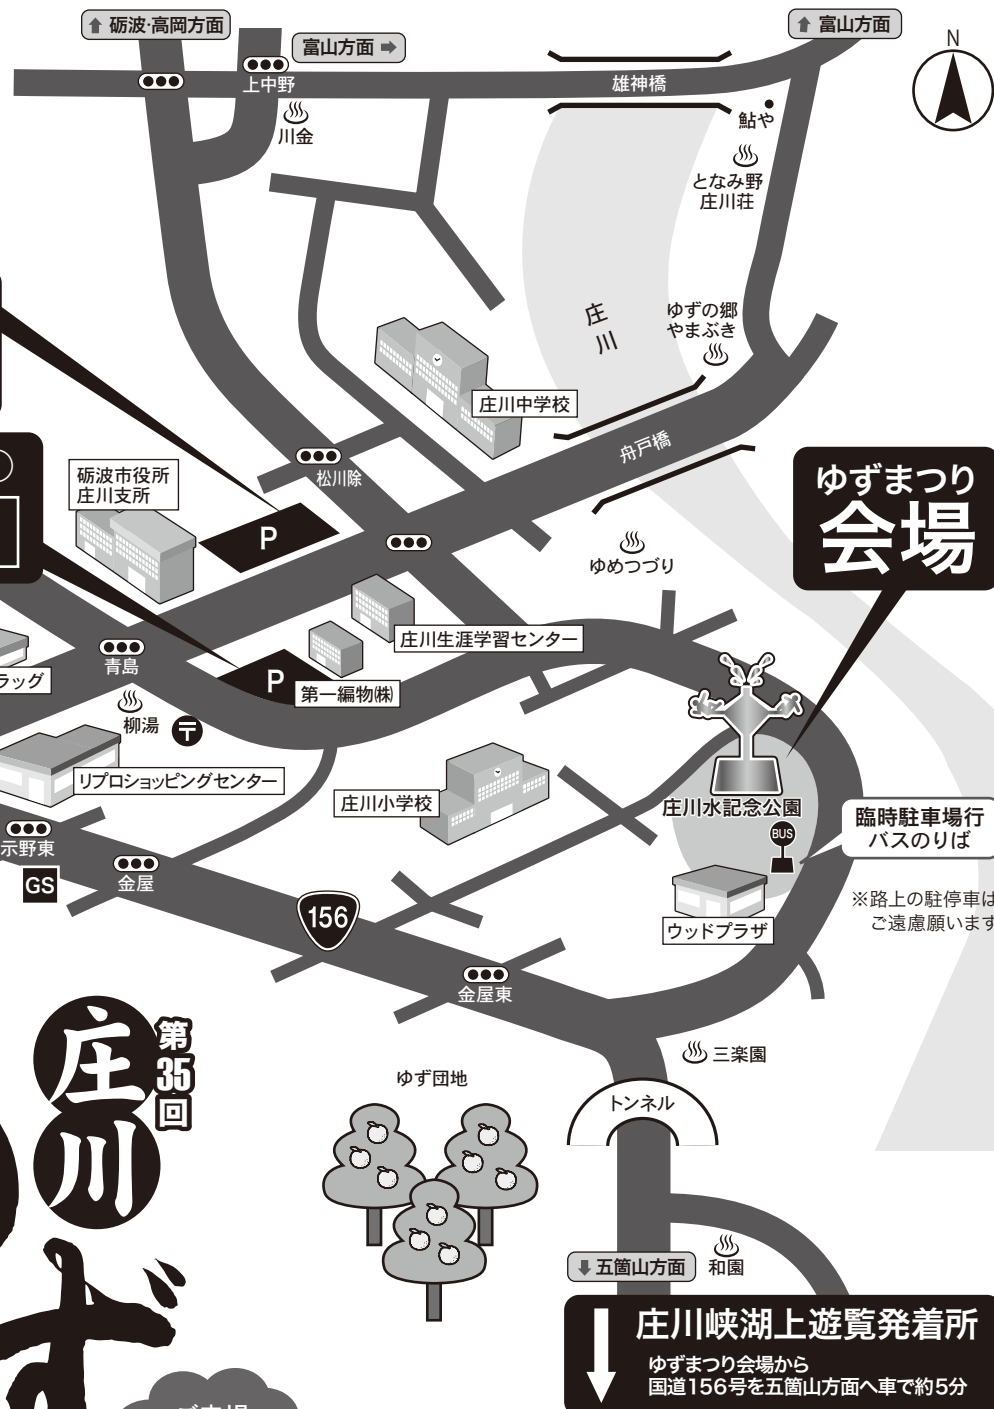 砺波・高岡方面
富山方面
富山方面
N
上中野
川金
雄神橋
鮎や
となみ野
庄川荘
庄川
ゆずの郷
やまぶき
庄川中学校
舟戸橋
松川除
砺波市役所
庄川支所
P
ゆめつづり
ゆずまつり
会場
青島
庄川生涯学習センター
ラッグ
P
第一編物㈱
柳湯
〒
リプロショッピングセンター
庄川小学校
庄川水記念公園
BUS
臨時駐車場行
バスのりば
示野東
GS
金屋
156
ウッドプラザ
※路上の駐停車は
ご遠慮願います
金屋東
三楽園
第35回
庄川
ず
ゆず団地
トンネル
和園
五箇山方面
庄川峡湖上遊覧発着所
ゆずまつり会場から
国道156号を五箇山方面へ車で約5分